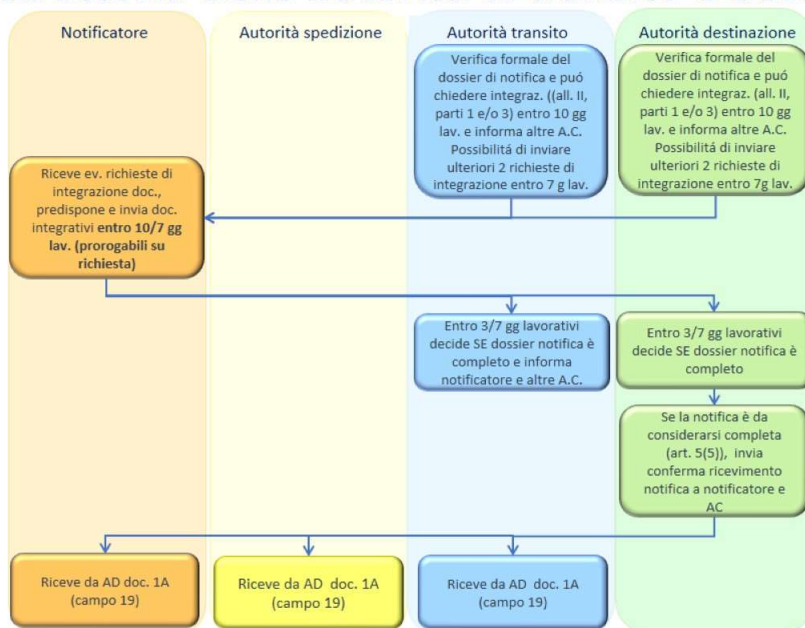 Notificatore
Autorità spedizione
Autorità transito
Autorità destinazione
Verifica formale del
dossier di notifica e puó
chiedere integraz. ((all. II,
parti 1 e/o 3) entro 10 gg
lav. e informa altre A.C.
Possibilitá di inviare
ulteriori 2 richieste di
integrazione entro 7 g lav.
Verifica formale del
dossier di notifica e puó
chiedere integraz. (all. II,
parti 1 e/o 3) entro 10 gg
lav. e informa altre A.C.
Possibilitá di inviare
ulteriori 2 richieste di
integrazione entro 7g lav.
Riceve ev. richieste di
integrazione doc.,
predispone e invia doc.
integrativi entro 10/7 gg
lav. (prorogabili su
richiesta)
Entro 3/7 gg lavorativi
decide SE dossier notifica è
completo e informa
notificatore e altre A.C.
Entro 3/7 gg lavorativi
decide SE dossier notifica è
completo
Se la notifica è da
considerarsi completa
(art. 5(5)), invia
conferma ricevimento
notifica a notificatore e
AC
Riceve da AD doc. 1A
(campo 19)
Riceve da AD doc. 1A
(campo 19)
Riceve da AD doc. 1A
(campo 19)